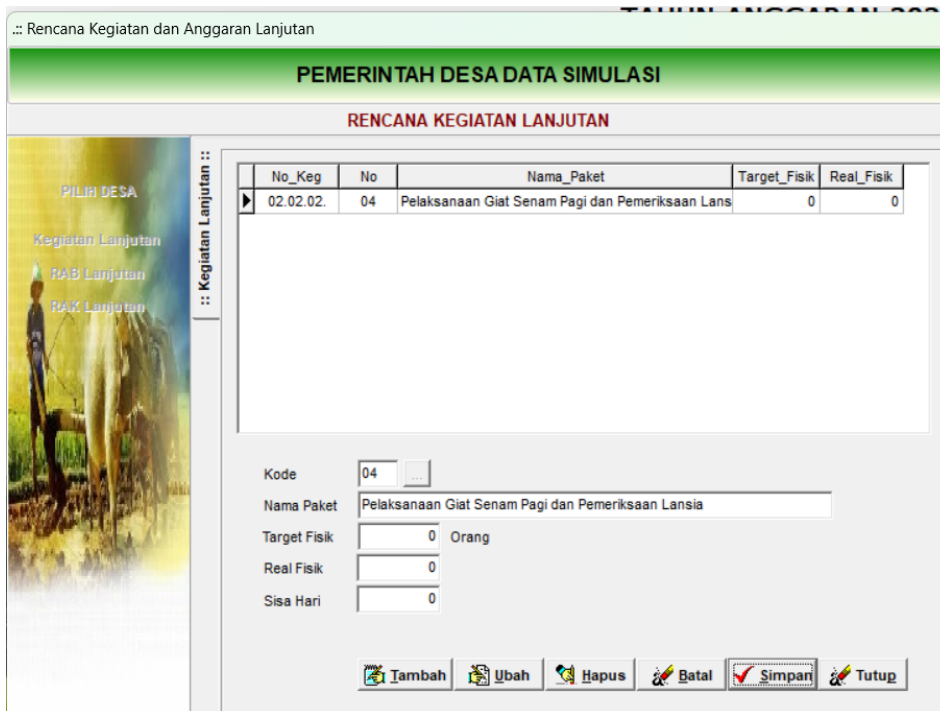 .:: Rencana Kegiatan dan Anggaran Lanjutan
PEMERINTAH DESA DATA SIMULASI
RENCANA KEGIATAN LANJUTAN
PILIH DESA
Kegiatan Lanjutan
RAB Lanjutan
RAK Lanjutan
:: Kegiatan Lanjutan ::
No_Keg No Nama_Paket Target_Fisik Real_Fisik
02.02.02. 04 Pelaksanaan Giat Senam Pagi dan Pemeriksaan Lans 0 0
Kode 04 ...
Nama Paket Pelaksanaan Giat Senam Pagi dan Pemeriksaan Lansia
Target Fisik 0 Orang
Real Fisik 0
Sisa Hari 0
Tambah Ubah Hapus Batal Simpan Tutup